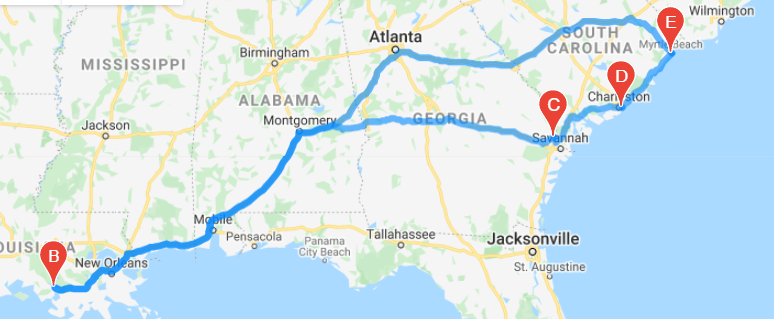 Wilmington
E
Atlanta
SOUTH
CAROLINA
Myrtle Beach
Birmingham
MISSISSIPPI
D
ALABAMA
C
Charleston
Montgomery
GEORGIA
Jackson
Savannah
Mobile
Pensacola
Tallahassee
Panama
City Beach
Jacksonville
LOUISIANA
B
New Orleans
St. Augustine